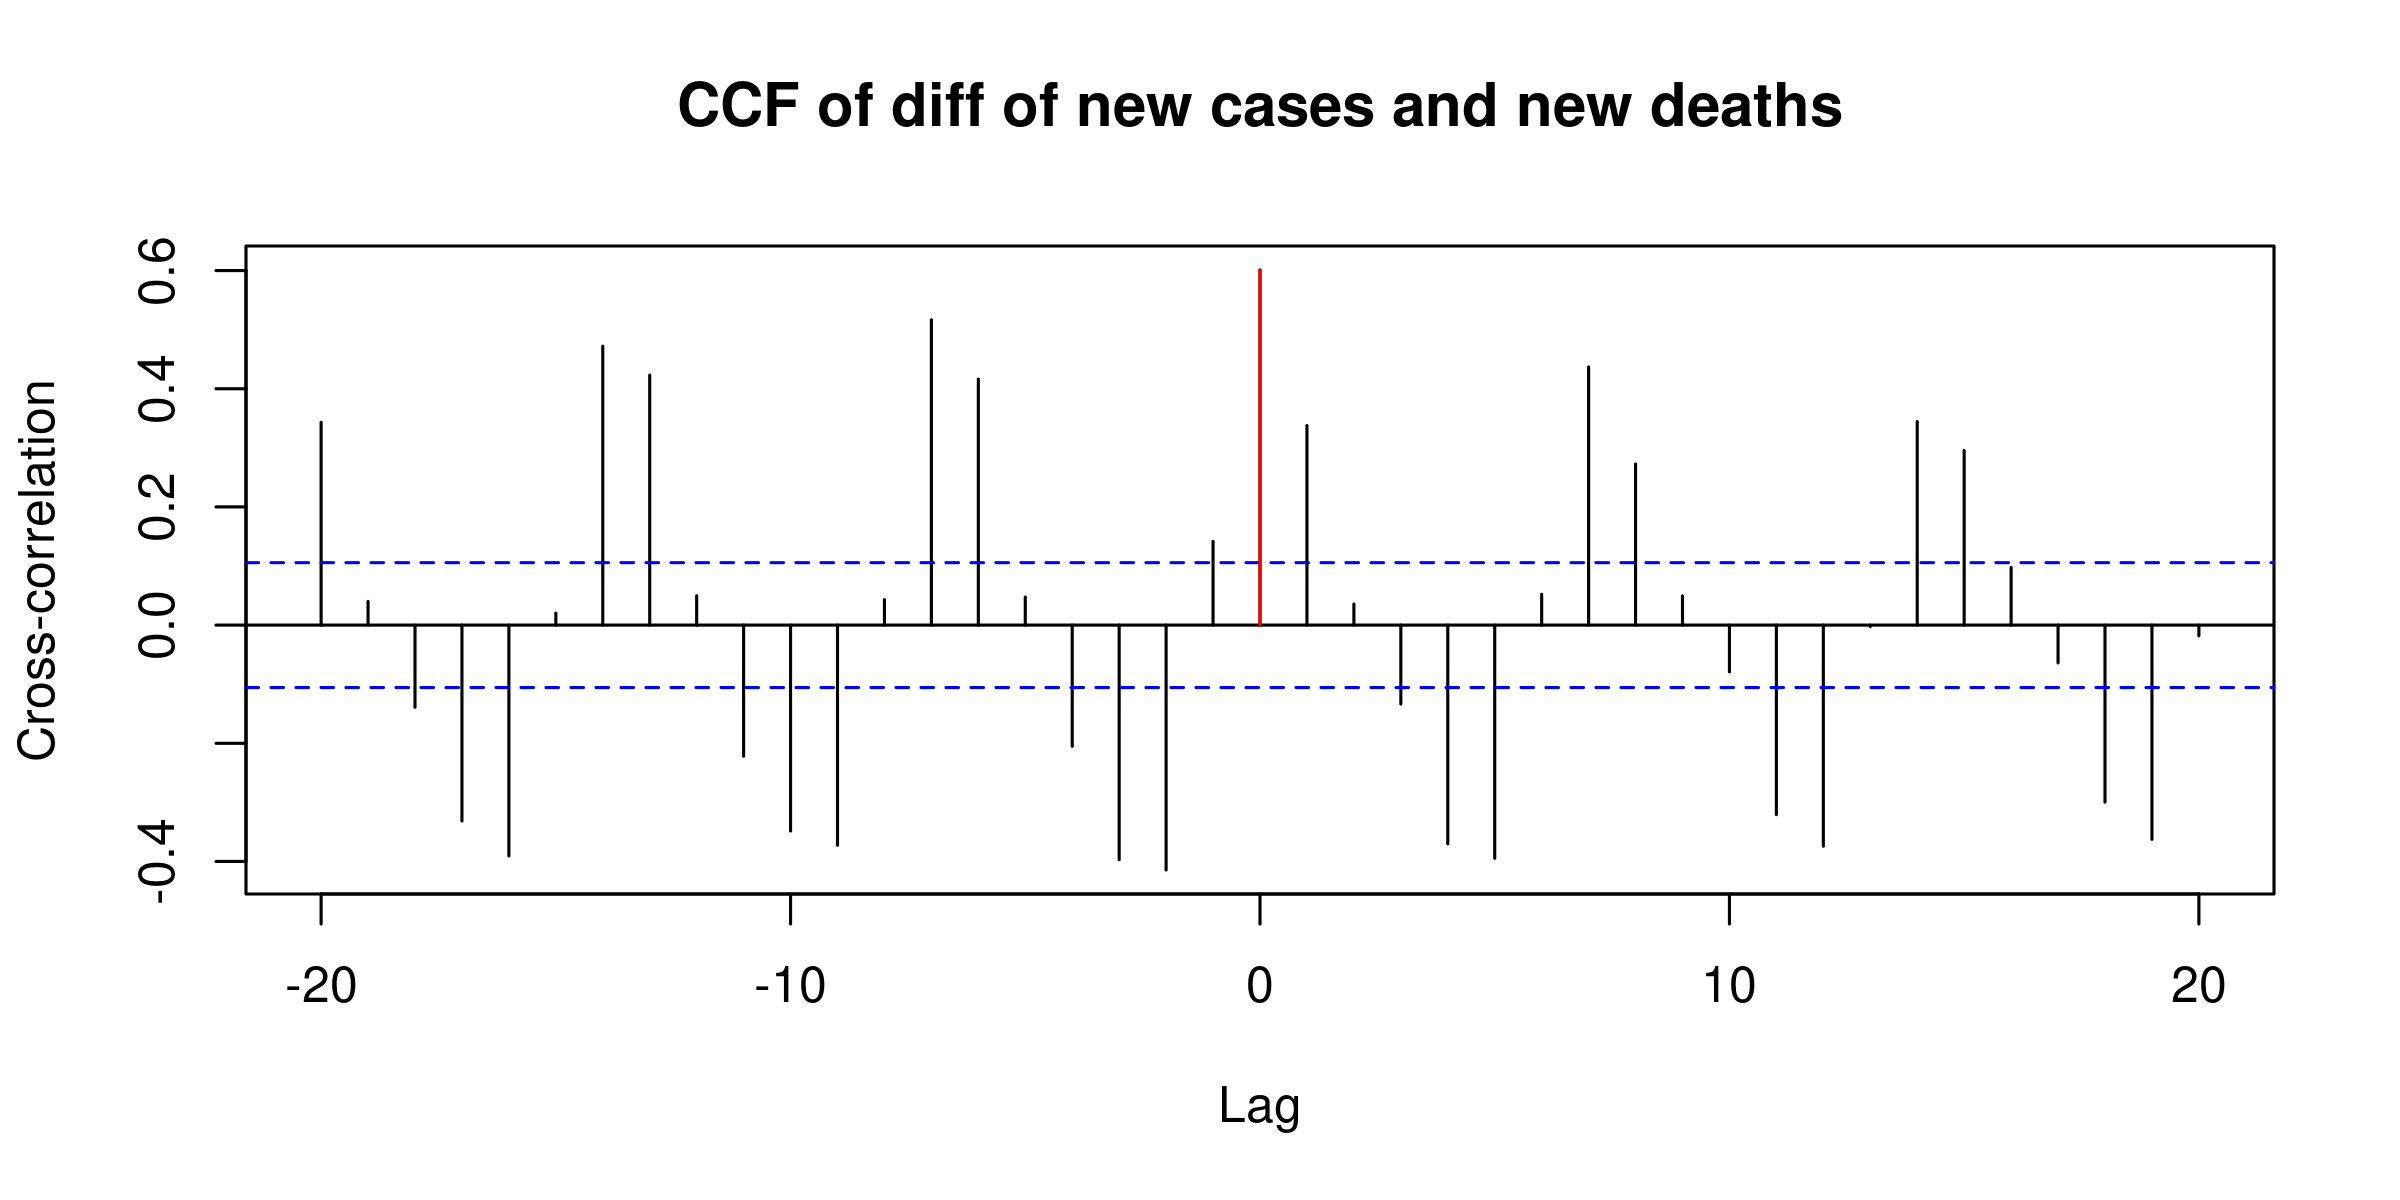 CCF of diff of new cases and new deaths
Cross-correlation
0.6
0.4
0.2
0.0
-0.4
-20 -10 0 10 20
Lag